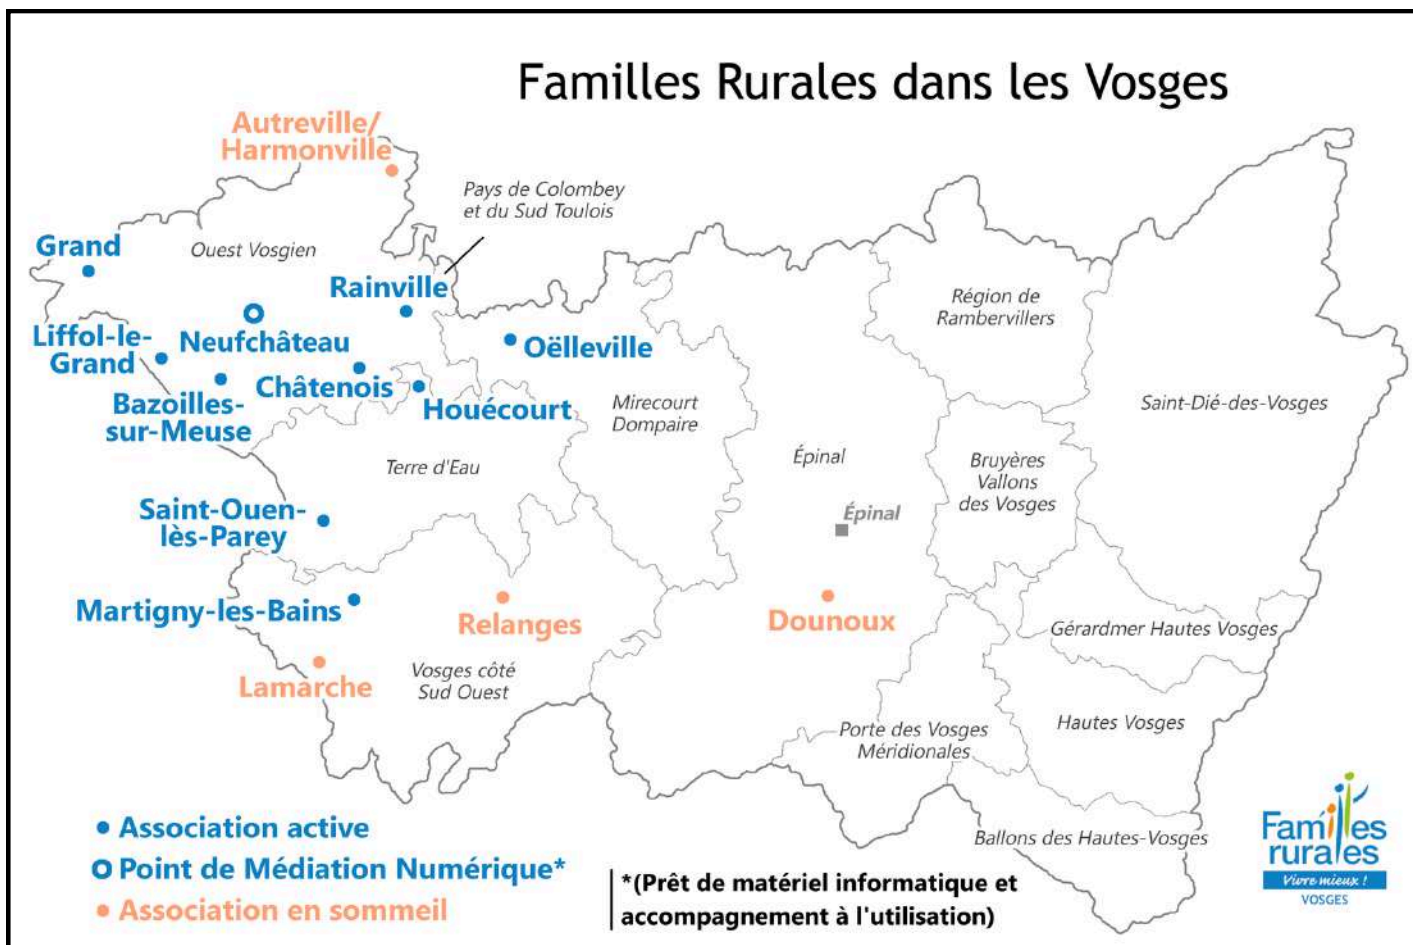 Familles Rurales dans les Vosges
Autreville/
Harmonville
Pays de Colombey
et du Sud Toulois
Grand
Ouest Vosgien
Rainville
Région de
Rambervillers
Liffol-le-
Grand
Neufchâteau
Oëlleville
Châtenois
Houécourt
Bazoilles-
sur-Meuse
Mirecourt
Dompaire
Saint-Dié-des-Vosges
Terre d'Eau
Épinal
Bruyères
Vallons
des Vosges
Saint-Ouen-
lès-Parey
Épinal
Martigny-les-Bains
Relanges
Dounoux
Gérardmer Hautes Vosges
Lamarche
Vosges côté
Sud Ouest
Porte des Vosges
Méridionales
Hautes Vosges
Ballons des Hautes-Vosges
Association active
Point de Médiation Numérique*
Association en sommeil
*(Prêt de matériel informatique et
accompagnement à l'utilisation)
Familles
rurales
Vivre mieux !
VOSGES